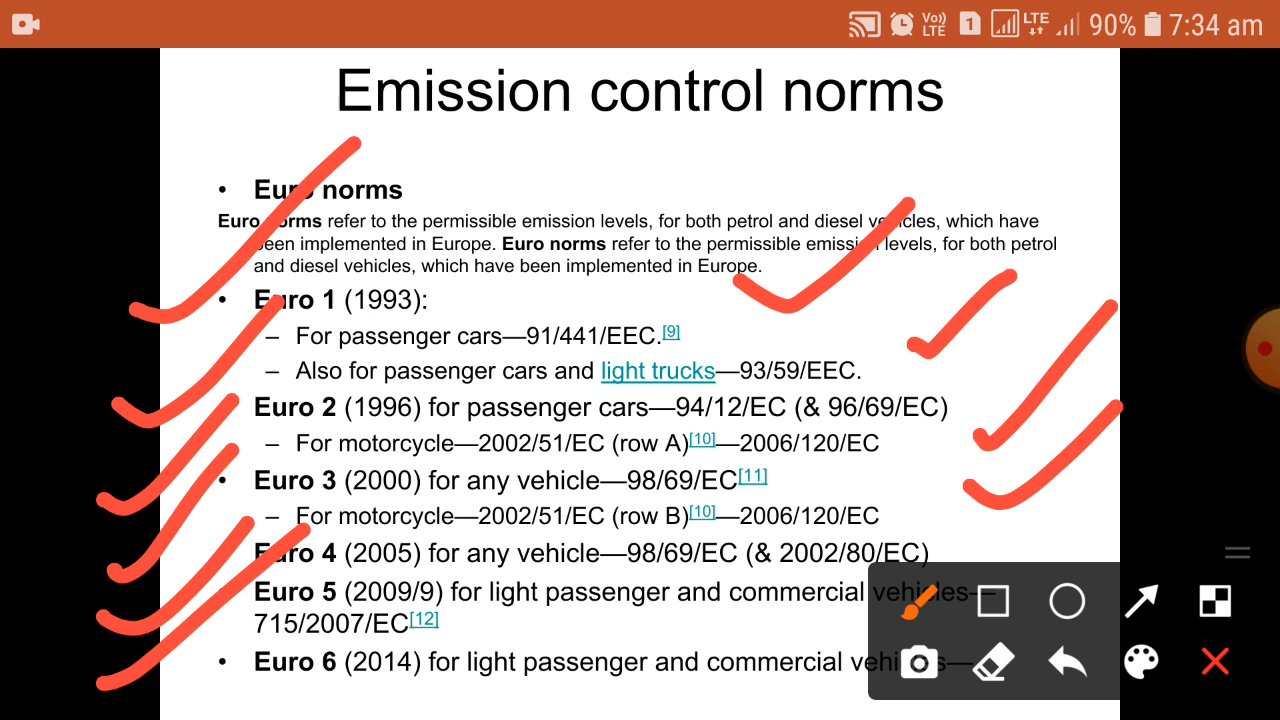 Vo)) LTE 1 LTE 90% 7:34 am
Emission control norms
• Euro norms
Euro norms refer to the permissible emission levels, for both petrol and diesel vehicles, which have
been implemented in Europe. Euro norms refer to the permissible emission levels, for both petrol
and diesel vehicles, which have been implemented in Europe.
• Euro 1 (1993):
– For passenger cars—91/441/EEC.[9]
– Also for passenger cars and light trucks—93/59/EEC.
Euro 2 (1996) for passenger cars—94/12/EC (& 96/69/EC)
– For motorcycle—2002/51/EC (row A)[10]—2006/120/EC
• Euro 3 (2000) for any vehicle—98/69/EC[11]
– For motorcycle—2002/51/EC (row B)[10]—2006/120/EC
Euro 4 (2005) for any vehicle—98/69/EC (& 2002/80/EC)
Euro 5 (2009/9) for light passenger and commercial vehicles—
715/2007/EC[12]
• Euro 6 (2014) for light passenger and commercial vehicles—